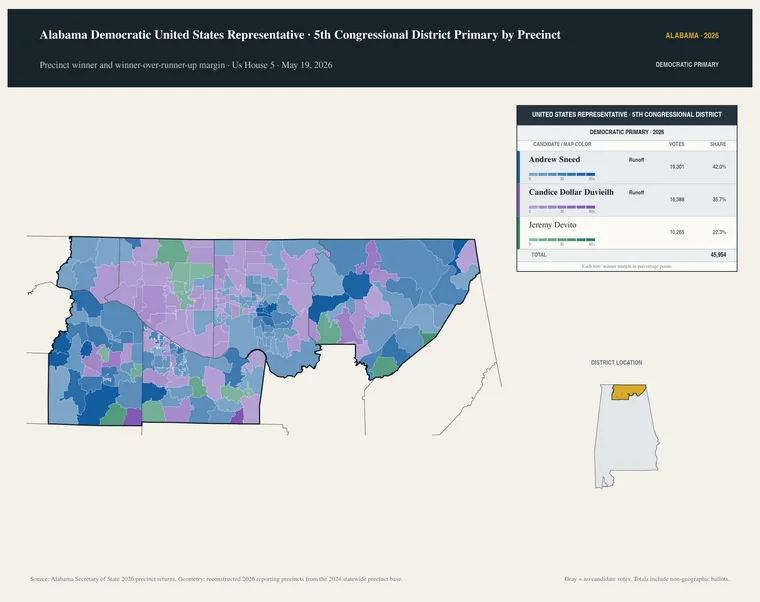 Alabama Democratic United States Representative · 5th Congressional District Primary by Precinct
ALABAMA · 2026
Precinct winner and winner-over-runner-up margin · Us House 5 · May 19, 2026
DEMOCRATIC PRIMARY
UNITED STATES REPRESENTATIVE · 5TH CONGRESSIONAL DISTRICT
DEMOCRATIC PRIMARY · 2026
CANDIDATE / MAP COLOR VOTES SHARE
Andrew Sneed Runoff 19,301 42.0%
Candice Dollar Duvieilh Runoff 16,388 35.7%
Jeremy Devito 10,265 22.3%
TOTAL 45,954
Each row: winner margin in percentage points
DISTRICT LOCATION
Source: Alabama Secretary of State 2026 precinct returns. Geometry: reconstructed 2026 reporting precincts from the 2024 statewide precinct base.
Gray = no candidate votes. Totals include non-geographic ballots.